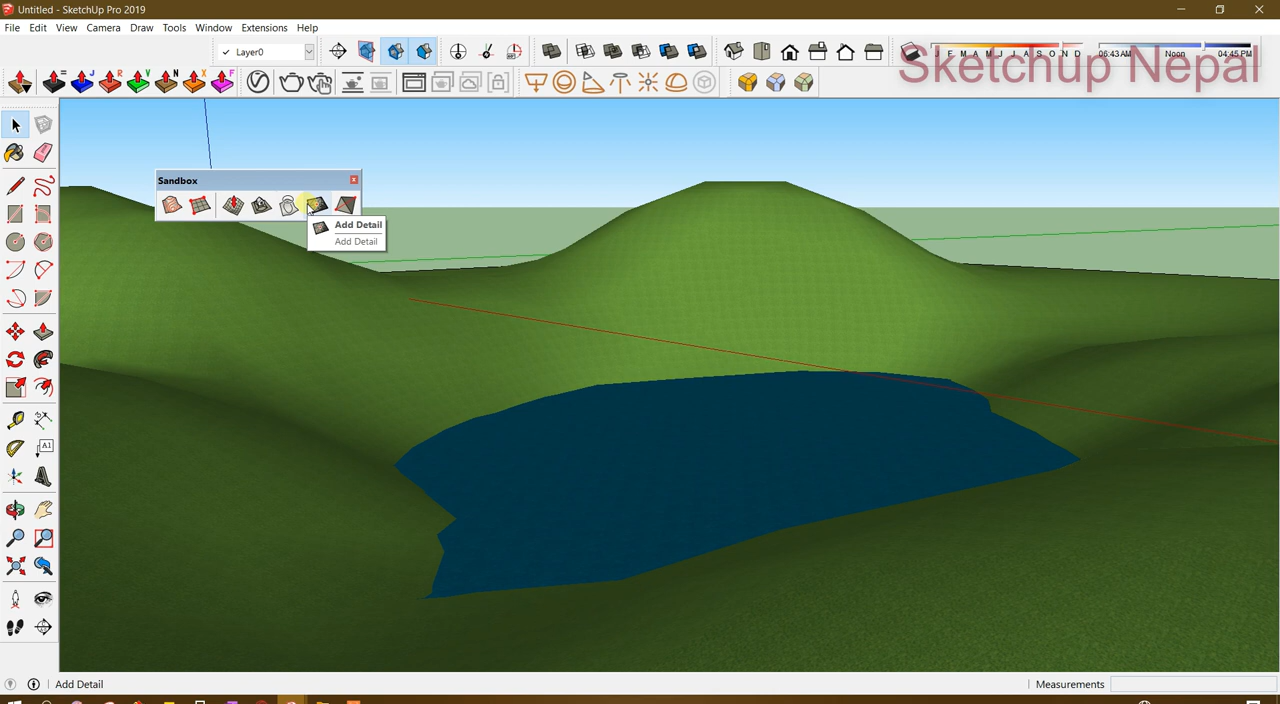 Untitled - SketchUp Pro 2019
File Edit View Camera Draw Tools Window Extensions Help
Layer0
J F M A M J J A S O N D
06:43 AM Noon 04:45 PM
Sketchup Nepal
= J R V N X F
Sandbox
Add Detail
Add Detail
A1
Add Detail
Measurements